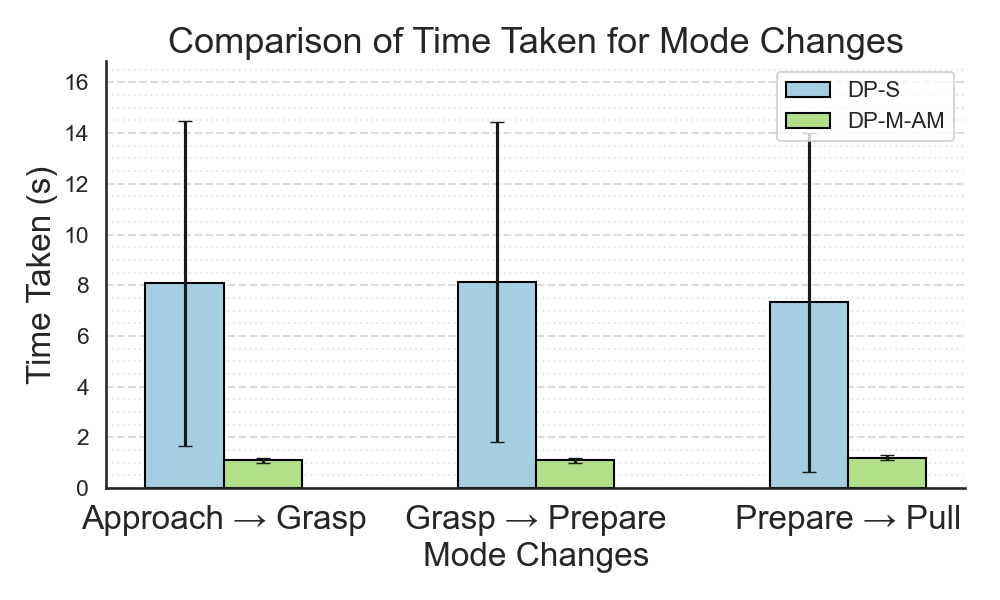 Comparison of Time Taken for Mode Changes
DP-S
DP-M-AM
Time Taken (s)
16
14
12
10
8
6
4
2
0
Approach → Grasp
Grasp → Prepare
Prepare → Pull
Mode Changes